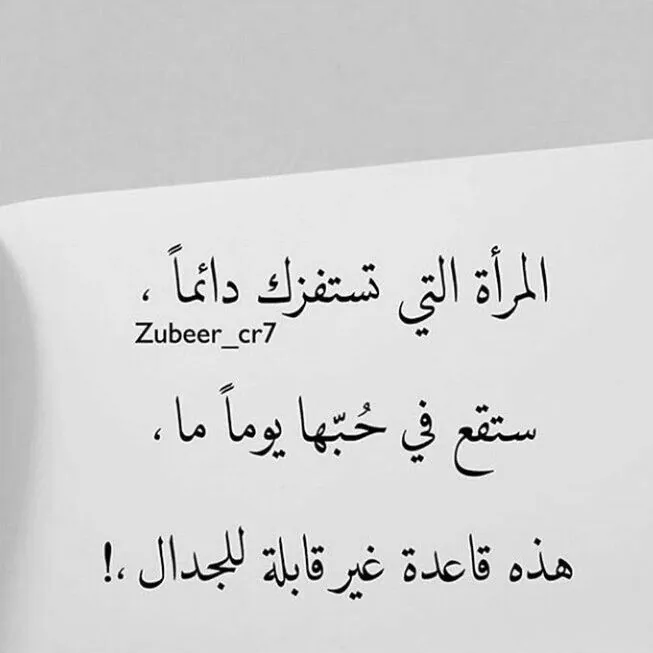 المرأة التي تستفزك دائماً ،
Zubeer_cr7
ستقع في حُبّها يوماً ما ،
هذه قاعدة غير قابلة للجدال ،!